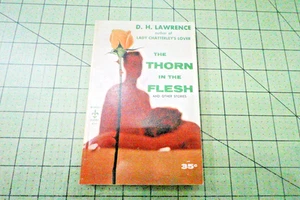 D. H. LAWRENCE
author of
LADY CHATTERLEY'S LOVER
THE
THORN
IN THE
FLESH
AND OTHER STORIES
35¢